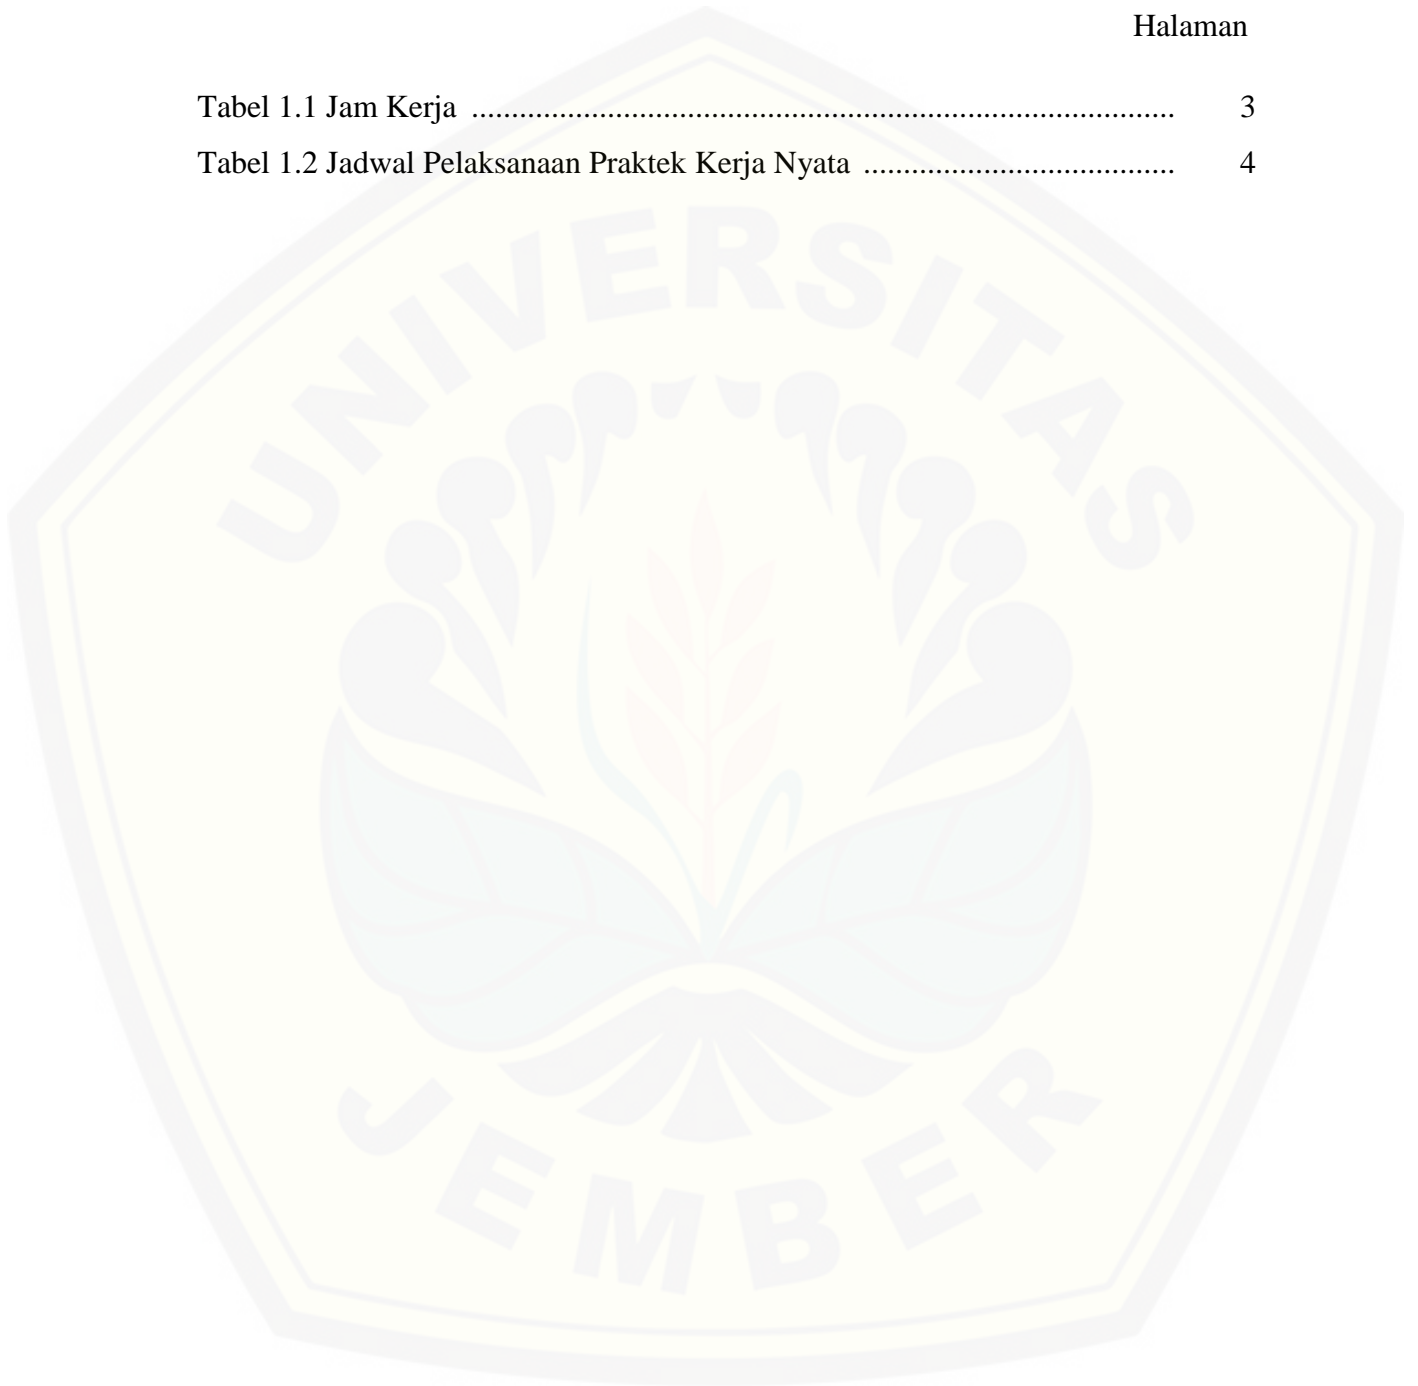 Halaman
Tabel 1.1 Jam Kerja ........................................................................................ 3
Tabel 1.2 Jadwal Pelaksanaan Praktek Kerja Nyata ....................................... 4
UNIVERSITAS
JEMBER